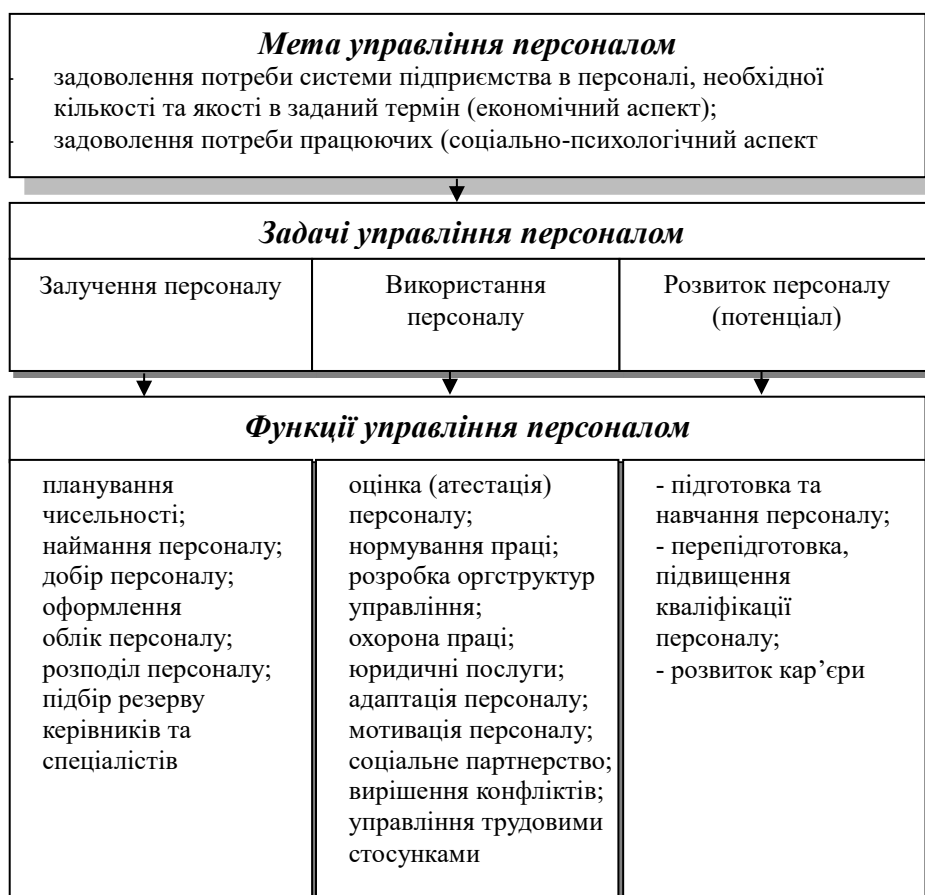 Мета управління персоналом
- задоволення потреби системи підприємства в персоналі, необхідної
кількості та якості в заданий термін (економічний аспект);
- задоволення потреби працюючих (соціально-психологічний аспект
Задачі управління персоналом
Залучення персоналу
Використання
персоналу
Розвиток персоналу
(потенціал)
Функції управління персоналом
планування
чисельності;
наймання персоналу;
добір персоналу;
оформлення
облік персоналу;
розподіл персоналу;
підбір резерву
керівників та
спеціалістів
оцінка (атестація)
персоналу;
нормування праці;
розробка оргструктур
управління;
охорона праці;
юридичні послуги;
адаптація персоналу;
мотивація персоналу;
соціальне партнерство;
вирішення конфліктів;
управління трудовими
стосунками
- підготовка та
навчання персоналу;
- перепідготовка,
підвищення
кваліфікації
персоналу;
- розвиток кар’єри